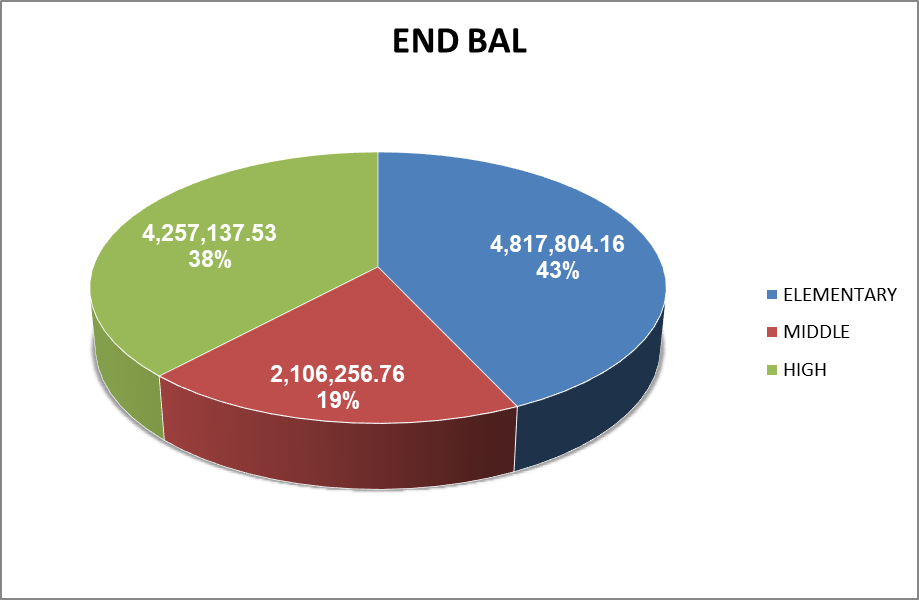 END BAL
4,257,137.53
38%
4,817,804.16
43%
2,106,256.76
19%
ELEMENTARY
MIDDLE
HIGH